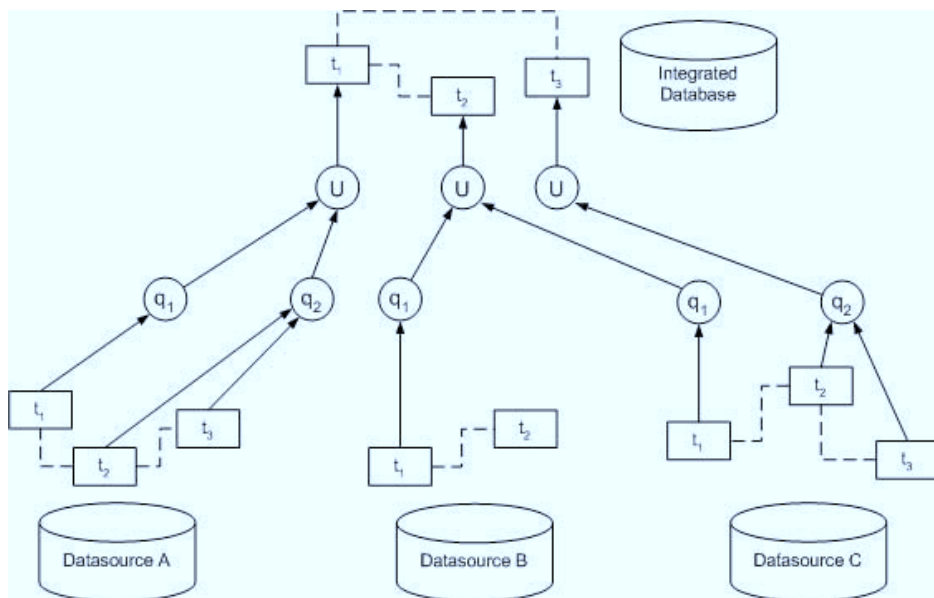 t₁
t₃
Integrated
Database
t₂
U
U
U
q₁
q₂
q₁
q₁
q₂
t₁
t₃
t₂
t₁
t₂
t₂
t₁
t₃
Datasource A
Datasource B
Datasource C